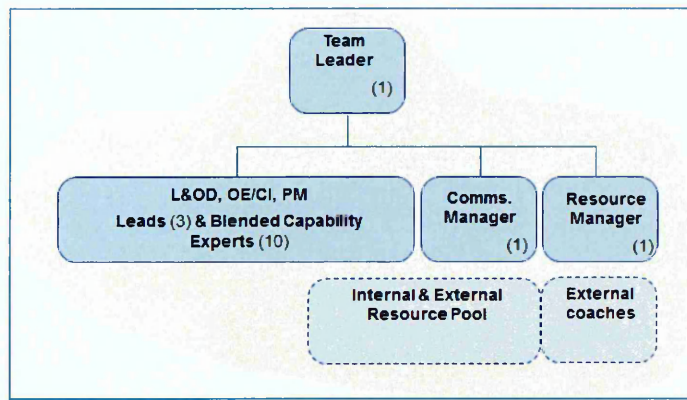 Team
Leader
(1)
L&OD, OE/CI, PM
Leads (3) & Blended Capability
Experts (10)
Comms.
Manager
(1)
Resource
Manager
(1)
Internal & External
Resource Pool
External
coaches